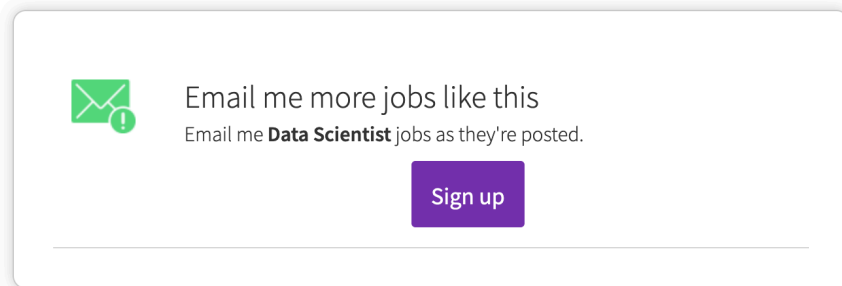 Email me more jobs like this
Email me Data Scientist jobs as they're posted.
Sign up